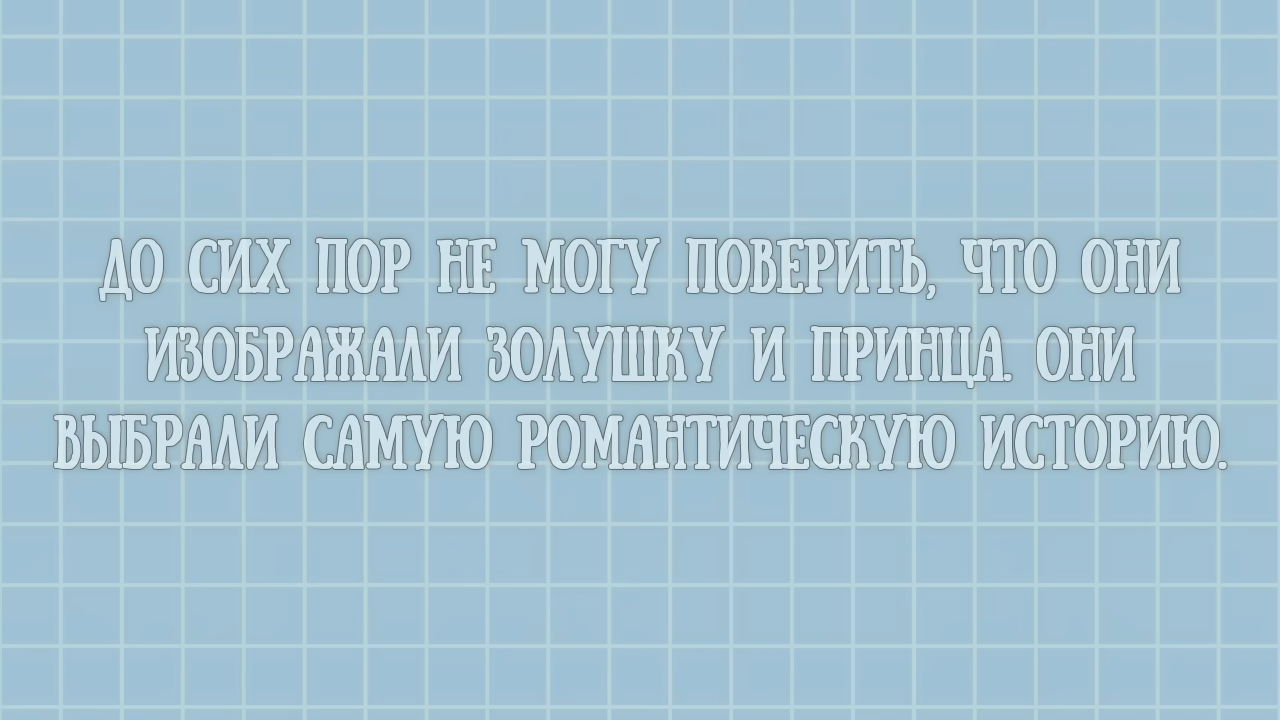 ДО СИХ ПОР НЕ МОГУ ПОВЕРИТЬ, ЧТО ОНИ
ИЗОБРАЖАЛИ ЗОЛУШКУ И ПРИНЦА. ОНИ
ВЫБРАЛИ САМУЮ РОМАНТИЧЕСКУЮ ИСТОРИЮ.